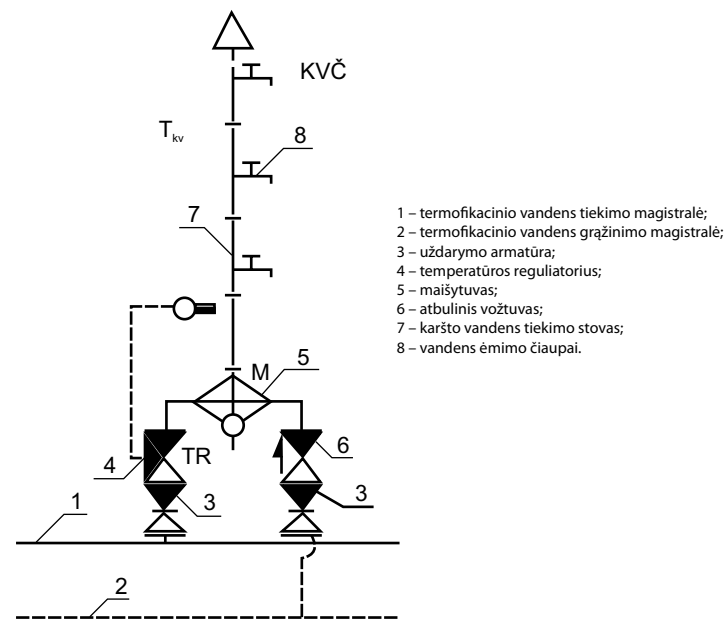 KVČ
Tkv
8
7
1 – termofikacinio vandens tiekimo magistralė;
2 – termofikacinio vandens grąžinimo magistralė;
3 – uždarymo armatūra;
4 – temperatūros reguliatorius;
5 – maišytuvas;
6 – atbulinis vožtuvas;
7 – karšto vandens tiekimo stovas;
8 – vandens ėmimo čiaupai.
M
5
6
4
TR
3
3
1
2